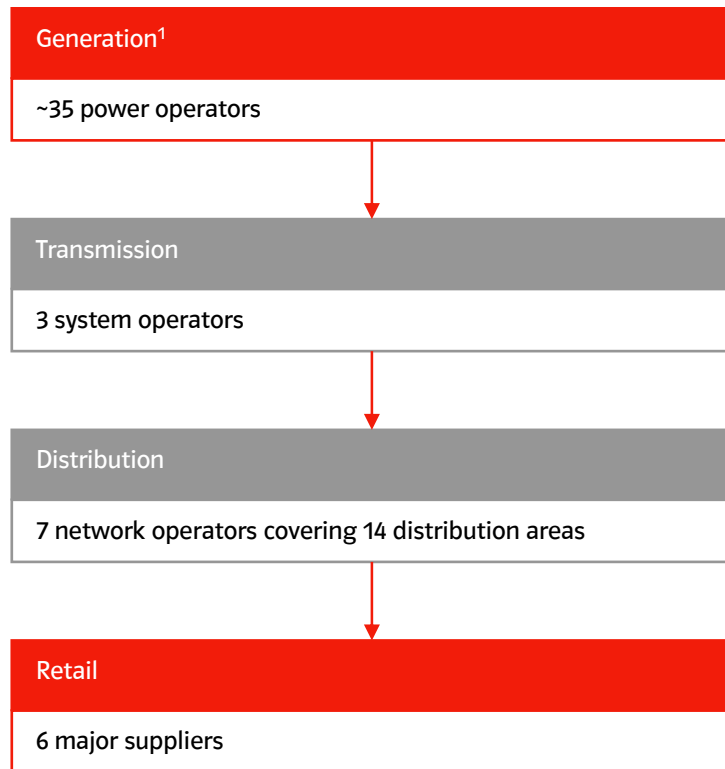 Generation¹
~35 power operators
Transmission
3 system operators
Distribution
7 network operators covering 14 distribution areas
Retail
6 major suppliers